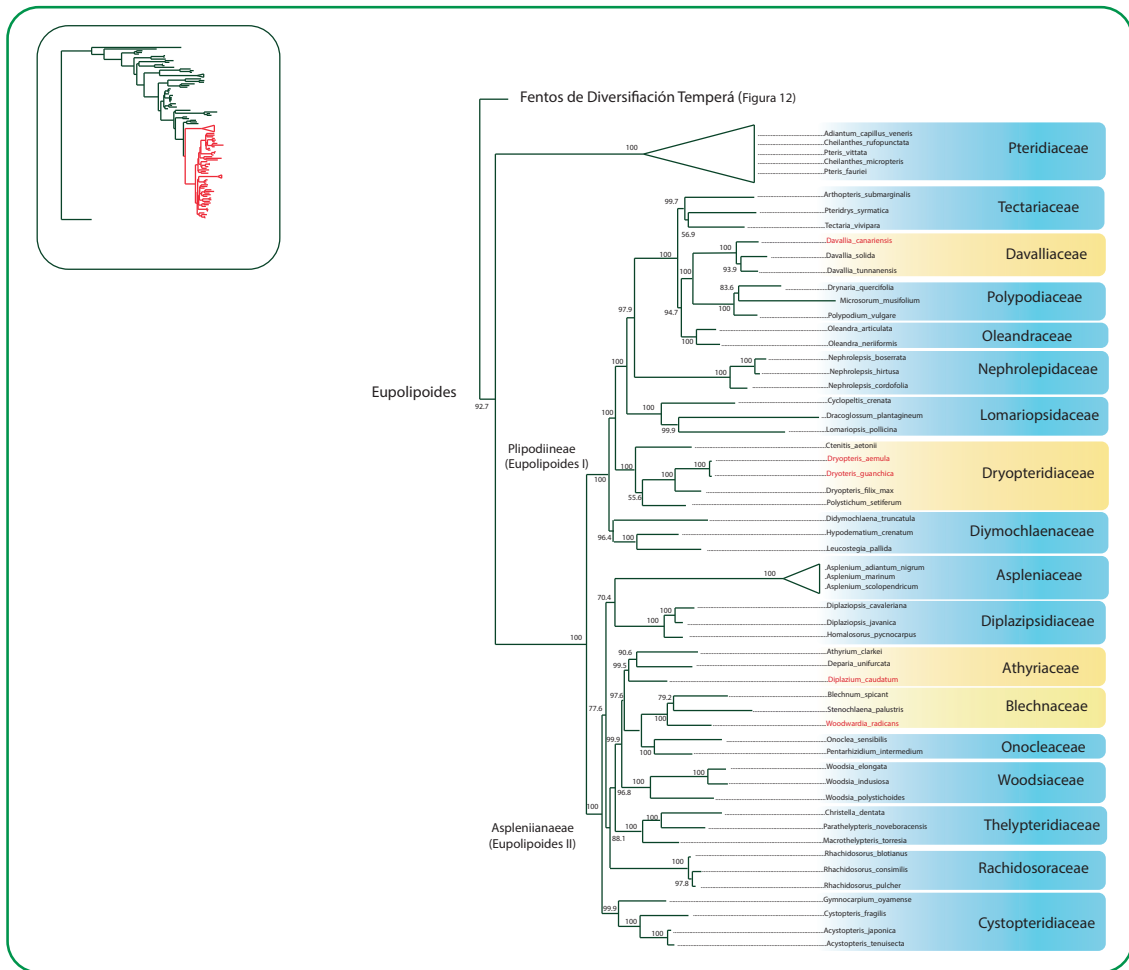 Fentos de Diversifiación Temperá (Figura 12)
100
Adiantum_capillus_veneris
Cheilanthes_rufopunctata
Pteris_vittata
Cheilanthes_micropteris
Pteris_fauriei
Pteridiaceae
99.7
56.9
Arthopteris_submarginalis
Pteridrys_syrmatica
Tectaria_vivipara
Tectariaceae
100
100
100
93.9
Davallia_canariensis
Davallia_solida
Davallia_tunnanensis
Davalliaceae
83.6
100
Drynaria_quercifolia
Microsorum_musifolium
Polypodium_vulgare
Polypodiaceae
97.9
94.7
100
Oleandra_articulata
Oleandra_neriiformis
Oleandraceae
100
100
100
Nephrolepsis_boserrata
Nephrolepsis_hirtusa
Nephrolepsis_cordofolia
Nephrolepidaceae
Eupolipoides
92.7
100
99.9
Cyclopeltis_crenata
Dracoglossum_plantagineum
Lomariopsis_pollicina
Lomariopsidaceae
Plipodiineae
(Eupolipoides I)
100
100
100
100
100
100
55.6
Ctenitis_aetonii
Dryopteris_aemula
Dryoteris_guanchica
Dryopteris_filix_max
Polystichum_setiferum
Dryopteridiaceae
96.4
100
Didymochlaena_truncatula
Hypodematium_crenatum
Leucostegia_pallida
Diymochlaenaceae
100
Asplenium_adiantum_nigrum
Asplenium_marinum
Asplenium_scolopendricum
Aspleniaceae
70.4
100
100
Diplaziopsis_cavaleriana
Diplaziopsis_javanica
Homalosorus_pycnocarpus
Diplazipsidiaceae
100
90.6
99.5
Athyrium_clarkei
Deparia_unifurcata
Diplazium_caudatum
Athyriaceae
97.6
77.6
79.2
100
Blechnum_spicant
Stenochlaena_palustris
Woodwardia_radicans
Blechnaceae
99.9
100
Onoclea_sensibilis
Pentarhizidium_intermedium
Onocleaceae
96.8
100
100
Woodsia_elongata
Woodsia_indusiosa
Woodsia_polystichoides
Woodsiaceae
Aspleniianaeae
(Eupolipoides II)
100
88.1
100
100
Christella_dentata
Parathelypteris_noveboracensis
Macrothelypteris_torresia
Thelypteridiaceae
100
97.8
Rhachidosorus_blotianus
Rhachidosorus_consimilis
Rhachidosorus_pulcher
Rachidosoraceae
99.9
100
100
Gymnocarpium_oyamense
Cystopteris_fragilis
Acystopteris_japonica
Acystopteris_tenuisecta
Cystopteridiaceae